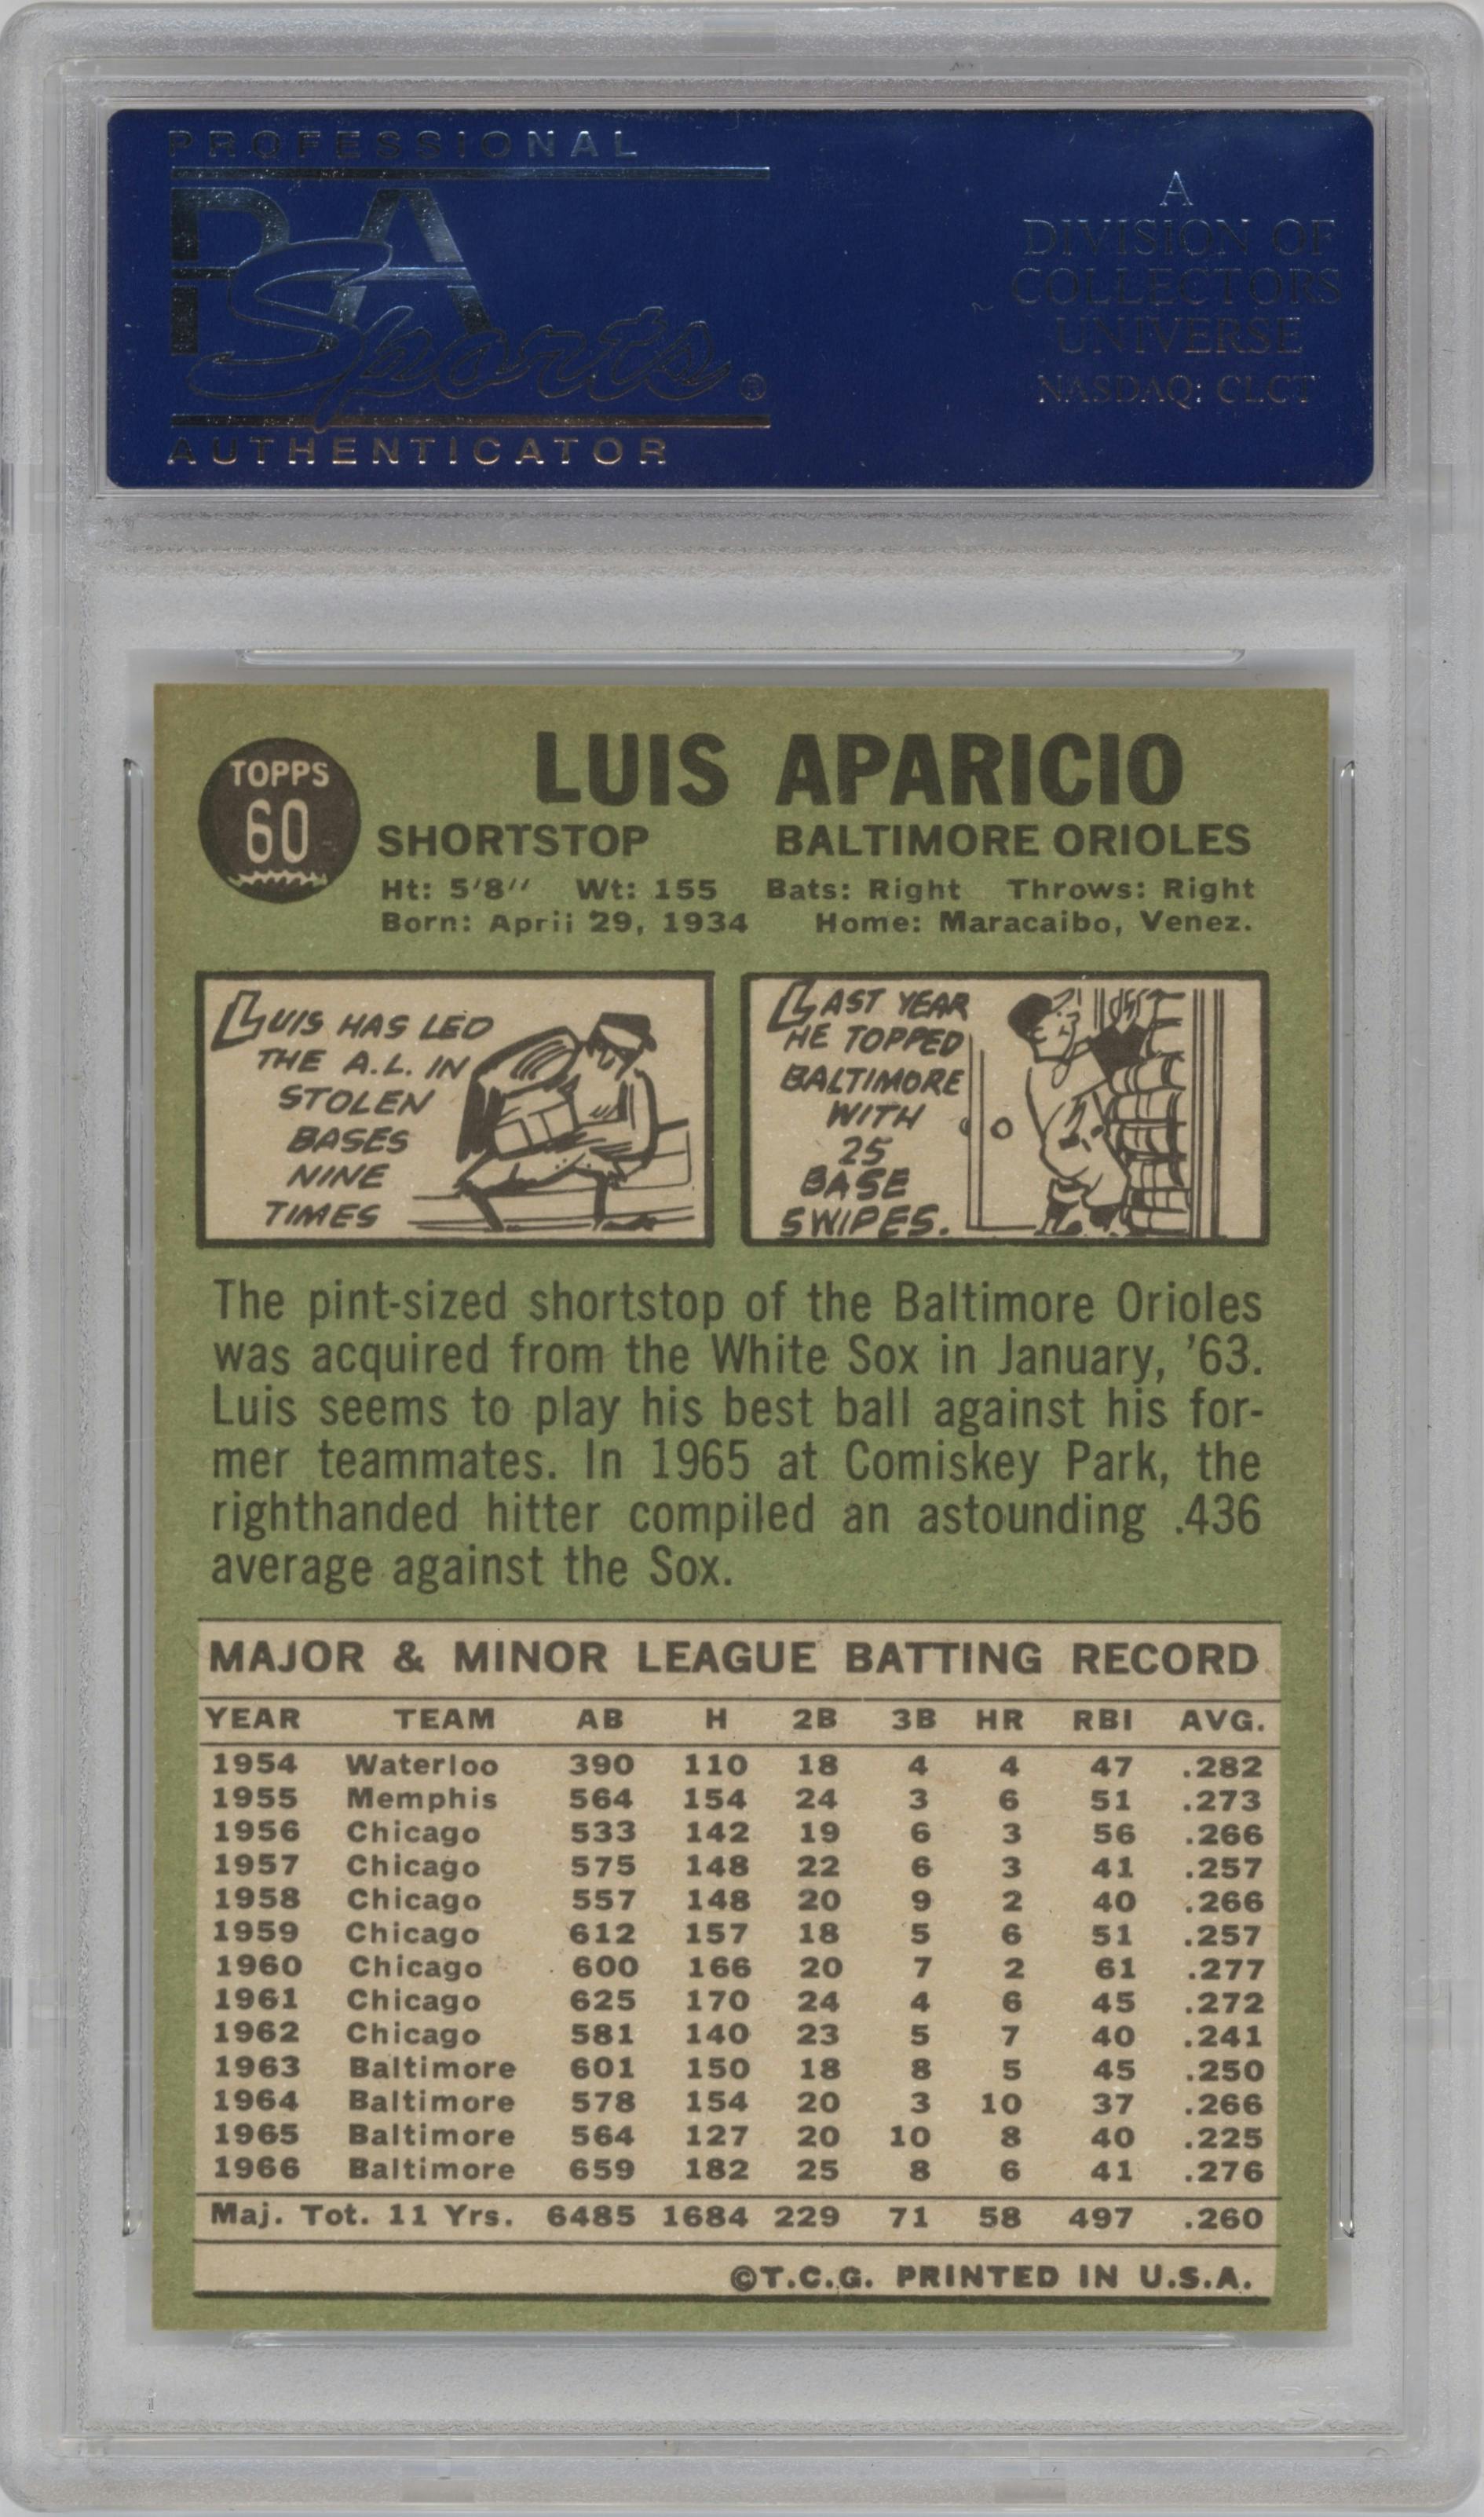 PROFESSIONAL
PSA
Sports®
AUTHENTICATOR
A
DIVISION OF
COLLECTORS
UNIVERSE
NASDAQ: CLCT
TOPPS
60
LUIS APARICIO
SHORTSTOP BALTIMORE ORIOLES
Ht: 5'8" Wt: 155 Bats: Right Throws: Right
Born: April 29, 1934 Home: Maracaibo, Venez.
LUIS HAS LED
THE A.L. IN
STOLEN
BASES
NINE
TIMES
LAST YEAR
HE TOPPED
BALTIMORE
WITH
25
BASE
SWIPES.
The pint-sized shortstop of the Baltimore Orioles
was acquired from the White Sox in January, '63.
Luis seems to play his best ball against his for-
mer teammates. In 1965 at Comiskey Park, the
righthanded hitter compiled an astounding .436
average against the Sox.
MAJOR & MINOR LEAGUE BATTING RECORD
YEAR TEAM AB H 2B 3B HR RBI AVG.
1954 Waterloo 390 110 18 4 4 47 .282
1955 Memphis 564 154 24 3 6 51 .273
1956 Chicago 533 142 19 6 3 56 .266
1957 Chicago 575 148 22 6 3 41 .257
1958 Chicago 557 148 20 9 2 40 .266
1959 Chicago 612 157 18 5 6 51 .257
1960 Chicago 600 166 20 7 2 61 .277
1961 Chicago 625 170 24 4 6 45 .272
1962 Chicago 581 140 23 5 7 40 .241
1963 Baltimore 601 150 18 8 5 45 .250
1964 Baltimore 578 154 20 3 10 37 .266
1965 Baltimore 564 127 20 10 8 40 .225
1966 Baltimore 659 182 25 8 6 41 .276
Maj. Tot. 11 Yrs. 6485 1684 229 71 58 497 .260
©T.C.G. PRINTED IN U.S.A.